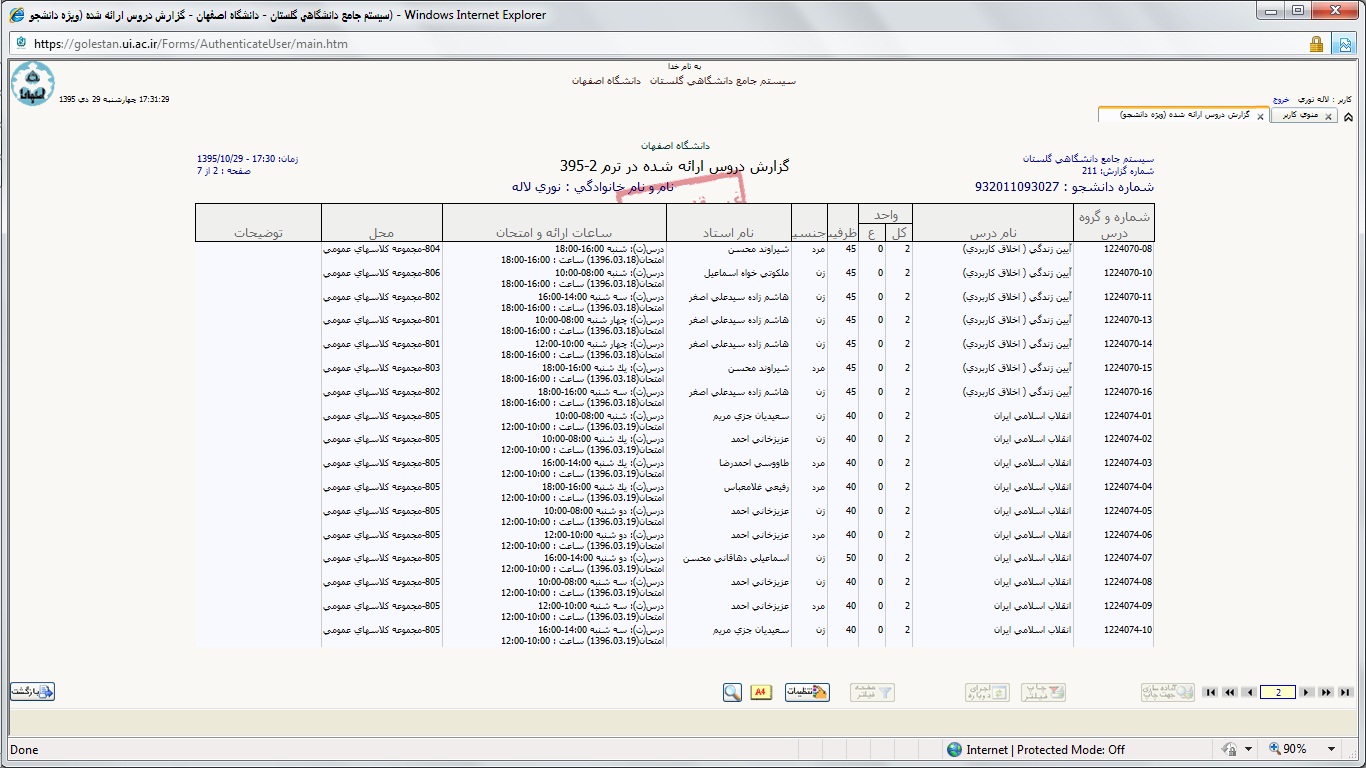 سيستم جامع دانشگاهي گلستان - دانشگاه اصفهان - گزارش دروس ارائه شده (ويژه دانشجو) - Windows Internet Explorer
https://golestan.ui.ac.ir/Forms/AuthenticateUser/main.htm
به نام خدا
سيستم جامع دانشگاهي گلستان دانشگاه اصفهان
کاربر : لاله نوري خروج
17:31:29 چهارشنبه 29 دي 1395
منوي کاربر
گزارش دروس ارائه شده (ويژه دانشجو)
دانشگاه اصفهان
سيستم جامع دانشگاهي گلستان
گزارش دروس ارائه شده در ترم 2-395
زمان: 17:30 - 1395/10/29
شماره گزارش: 211
صفحه : 2 از 7
شماره دانشجو : 932011093027
نام و نام خانوادگي : نوري لاله
شماره و گروه درس نام درس واحد کل ع ظرفيت جنسيت نام استاد ساعات ارائه و امتحان محل توضيحات
1224070-08 آيين زندگي ( اخلاق کاربردي) 2 0 45 مرد شيراوند محسن درس(ت): شنبه 16:00-18:00 804-مجموعه کلاسهاي عمومي
امتحان(1396.03.18) ساعت : 16:00-18:00
1224070-10 آيين زندگي ( اخلاق کاربردي) 2 0 45 زن ملکوتي خواه اسماعيل درس(ت): شنبه 08:00-10:00 806-مجموعه کلاسهاي عمومي
امتحان(1396.03.18) ساعت : 16:00-18:00
1224070-11 آيين زندگي ( اخلاق کاربردي) 2 0 45 زن هاشم زاده سيدعلي اصغر درس(ت): سه شنبه 14:00-16:00 802-مجموعه کلاسهاي عمومي
امتحان(1396.03.18) ساعت : 16:00-18:00
1224070-13 آيين زندگي ( اخلاق کاربردي) 2 0 45 زن هاشم زاده سيدعلي اصغر درس(ت): چهار شنبه 08:00-10:00 801-مجموعه کلاسهاي عمومي
امتحان(1396.03.18) ساعت : 16:00-18:00
1224070-14 آيين زندگي ( اخلاق کاربردي) 2 0 45 زن هاشم زاده سيدعلي اصغر درس(ت): چهار شنبه 10:00-12:00 801-مجموعه کلاسهاي عمومي
امتحان(1396.03.18) ساعت : 16:00-18:00
1224070-15 آيين زندگي ( اخلاق کاربردي) 2 0 45 مرد شيراوند محسن درس(ت): يك شنبه 16:00-18:00 803-مجموعه کلاسهاي عمومي
امتحان(1396.03.18) ساعت : 16:00-18:00
1224070-16 آيين زندگي ( اخلاق کاربردي) 2 0 45 زن هاشم زاده سيدعلي اصغر درس(ت): سه شنبه 16:00-18:00 802-مجموعه کلاسهاي عمومي
امتحان(1396.03.18) ساعت : 16:00-18:00
1224074-01 انقلاب اسلامي ايران 2 0 40 زن سعيديان جزي مريم درس(ت): شنبه 08:00-10:00 805-مجموعه کلاسهاي عمومي
امتحان(1396.03.19) ساعت : 10:00-12:00
1224074-02 انقلاب اسلامي ايران 2 0 40 زن عزيزخاني احمد درس(ت): يك شنبه 08:00-10:00 805-مجموعه کلاسهاي عمومي
امتحان(1396.03.19) ساعت : 10:00-12:00
1224074-03 انقلاب اسلامي ايران 2 0 40 مرد طاووسي احمدرضا درس(ت): يك شنبه 14:00-16:00 805-مجموعه کلاسهاي عمومي
امتحان(1396.03.19) ساعت : 10:00-12:00
1224074-04 انقلاب اسلامي ايران 2 0 40 مرد رفيعي غلامعباس درس(ت): يك شنبه 16:00-18:00 805-مجموعه کلاسهاي عمومي
امتحان(1396.03.19) ساعت : 10:00-12:00
1224074-05 انقلاب اسلامي ايران 2 0 40 زن عزيزخاني احمد درس(ت): دو شنبه 08:00-10:00 805-مجموعه کلاسهاي عمومي
امتحان(1396.03.19) ساعت : 10:00-12:00
1224074-06 انقلاب اسلامي ايران 2 0 40 مرد عزيزخاني احمد درس(ت): دو شنبه 10:00-12:00 805-مجموعه کلاسهاي عمومي
امتحان(1396.03.19) ساعت : 10:00-12:00
1224074-07 انقلاب اسلامي ايران 2 0 50 زن اسماعيلي دهاقاني محسن درس(ت): دو شنبه 14:00-16:00 805-مجموعه کلاسهاي عمومي
امتحان(1396.03.19) ساعت : 10:00-12:00
1224074-08 انقلاب اسلامي ايران 2 0 40 زن عزيزخاني احمد درس(ت): سه شنبه 08:00-10:00 805-مجموعه کلاسهاي عمومي
امتحان(1396.03.19) ساعت : 10:00-12:00
1224074-09 انقلاب اسلامي ايران 2 0 40 مرد عزيزخاني احمد درس(ت): سه شنبه 10:00-12:00 805-مجموعه کلاسهاي عمومي
امتحان(1396.03.19) ساعت : 10:00-12:00
1224074-10 انقلاب اسلامي ايران 2 0 40 زن سعيديان جزي مريم درس(ت): سه شنبه 14:00-16:00 805-مجموعه کلاسهاي عمومي
امتحان(1396.03.19) ساعت : 10:00-12:00
2
آماده سازي جهت چاپ
چاپ فيلتر
اجراي دوباره
صفحه فيلتر
تنظيمات
A4
بازگشت
Done
Internet | Protected Mode: Off
90%